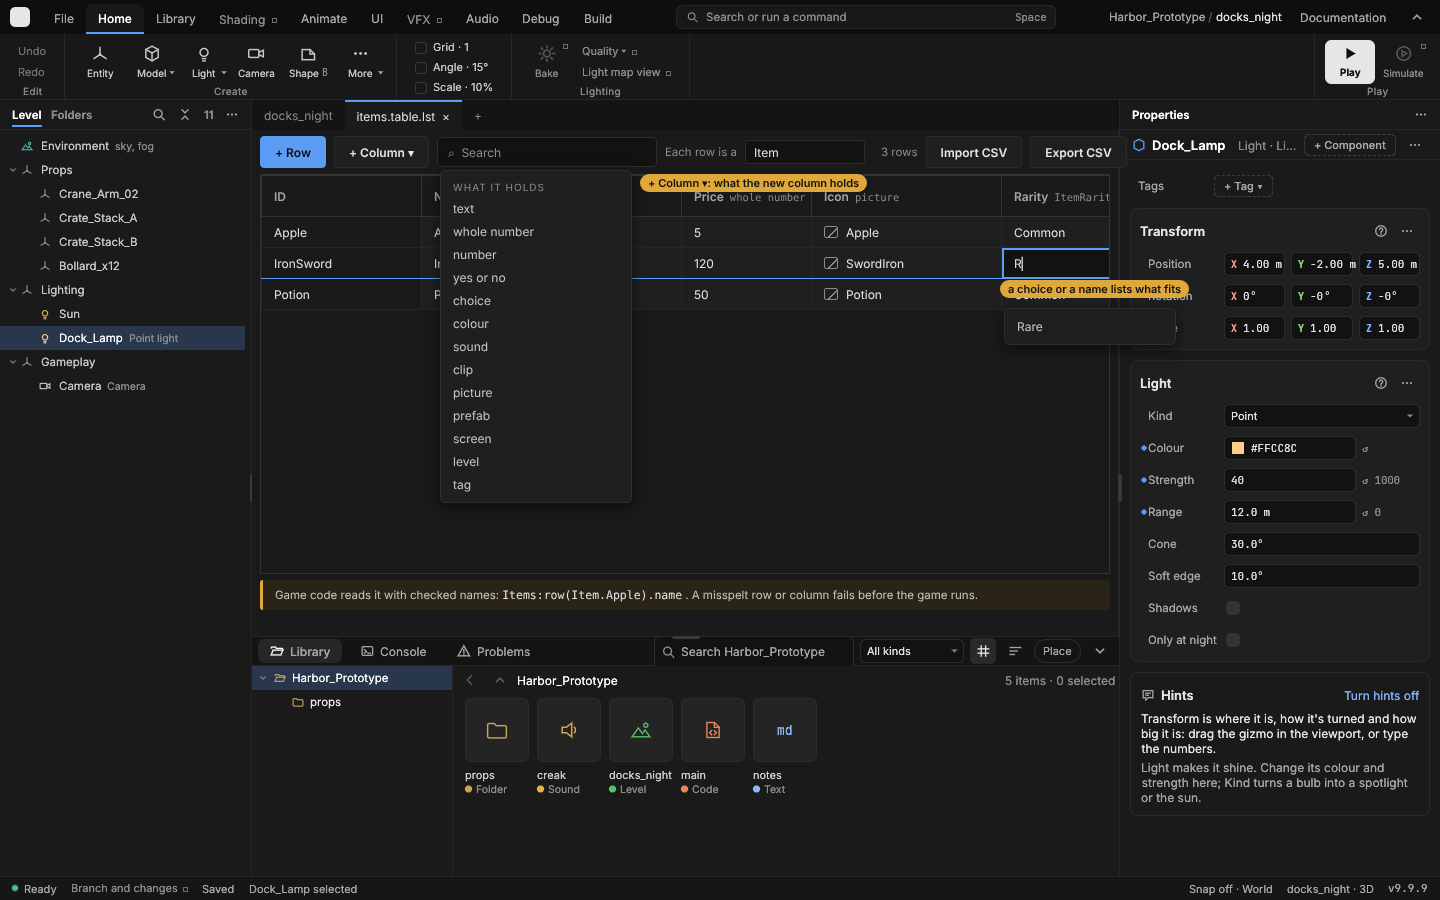 File Home Library Shading Animate UI VFX Audio Debug Build
Search or run a command Space
Harbor_Prototype / docks_night Documentation
Undo
Redo
Edit
Entity Model Light Camera Shape B More
Create
Grid · 1
Angle · 15°
Scale · 10%
Bake
Quality
Light map view
Lighting
Play Simulate
Play
Level Folders 11
Environment sky, fog
Props
Crane_Arm_02
Crate_Stack_A
Crate_Stack_B
Bollard_x12
Lighting
Sun
Dock_Lamp Point light
Gameplay
Camera Camera
docks_night items.table.lst × +
+ Row + Column ▾ Search Each row is a Item 3 rows Import CSV Export CSV
+ Column ▾: what the new column holds
ID N Price whole number Icon picture Rarity ItemRarit
Apple A 5 Apple Common
IronSword Ir 120 SwordIron R
Potion P 50 Potion
a choice or a name lists what fits
Rare
WHAT IT HOLDS
text
whole number
number
yes or no
choice
colour
sound
clip
picture
prefab
screen
level
tag
Game code reads it with checked names: Items:row(Item.Apple).name . A misspelt row or column fails before the game runs.
Library Console Problems Search Harbor_Prototype All kinds Place
Harbor_Prototype
props
Harbor_Prototype 5 items · 0 selected
md
props creak docks_night main notes
Folder Sound Level Code Text
Properties
Dock_Lamp Light · Li... + Component
Tags + Tag ▾
Transform
Position X 4.00 m Y -2.00 m Z 5.00 m
X 0° Y -0° Z -0°
X 1.00 Y 1.00 Z 1.00
Light
Kind Point
Colour #FFCC8C
Strength 40 1000
Range 12.0 m 0
Cone 30.0°
Soft edge 10.0°
Shadows
Only at night
Hints Turn hints off
Transform is where it is, how it's turned and how
big it is: drag the gizmo in the viewport, or type
the numbers.
Light makes it shine. Change its colour and
strength here; Kind turns a bulb into a spotlight
or the sun.
Ready Branch and changes Saved Dock_Lamp selected
Snap off · World docks_night · 3D v9.9.9